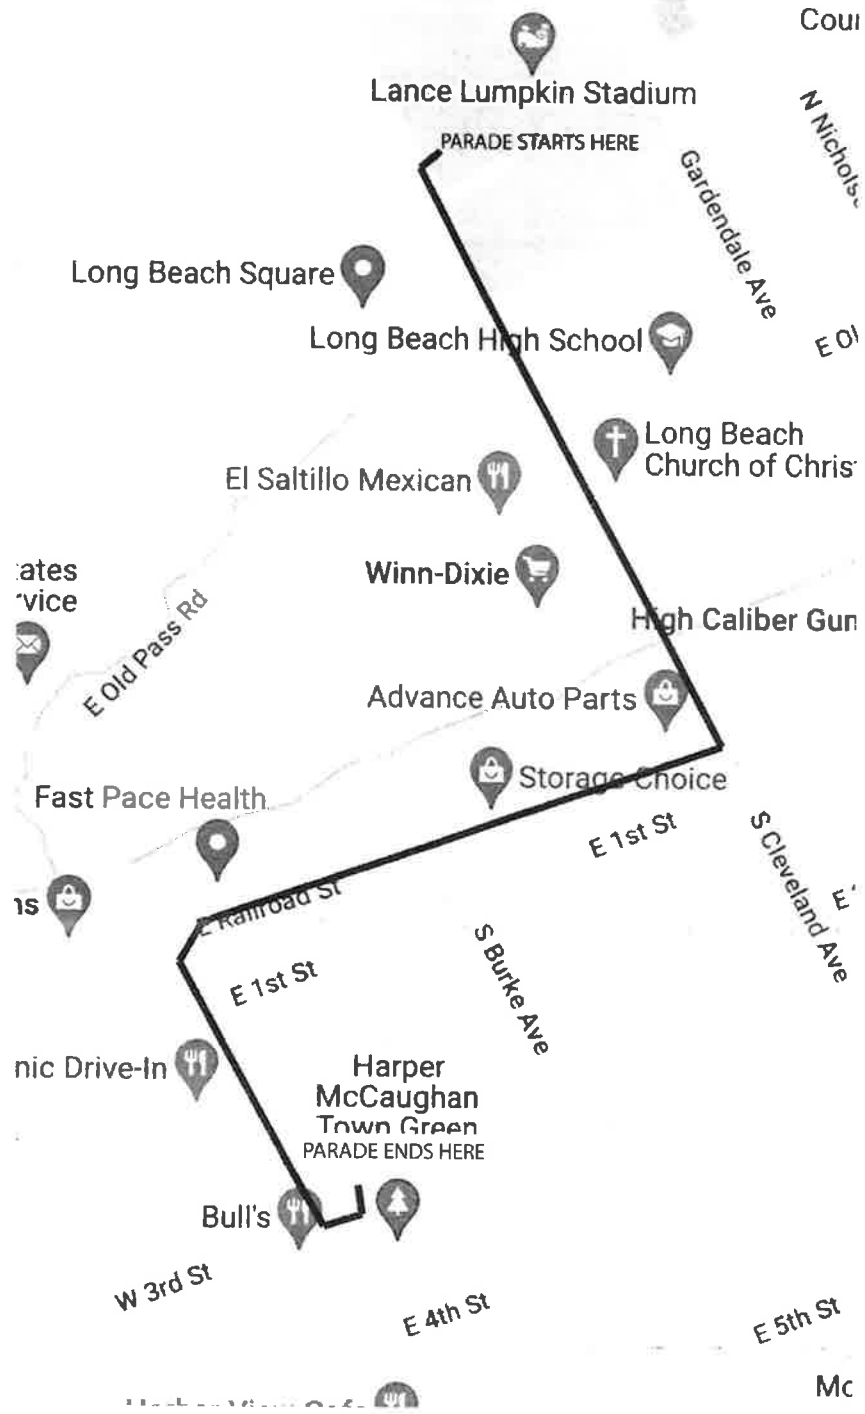 Cour
Lance Lumpkin Stadium
N Nichols
PARADE STARTS HERE
Gardendale Ave
Long Beach Square
Long Beach High School
E Ol
Long Beach
Church of Chris
El Saltillo Mexican
ates
rvice
Winn-Dixie
E Old Pass Rd
High Caliber Gun
Advance Auto Parts
Storage Choice
Fast Pace Health
E 1st St
S Cleveland Ave
E Railroad St
ns
E
S Burke Ave
E 1st St
nic Drive-In
Harper
McCaughan
Town Green
PARADE ENDS HERE
Bull's
W 3rd St
E 4th St
E 5th St
Mc